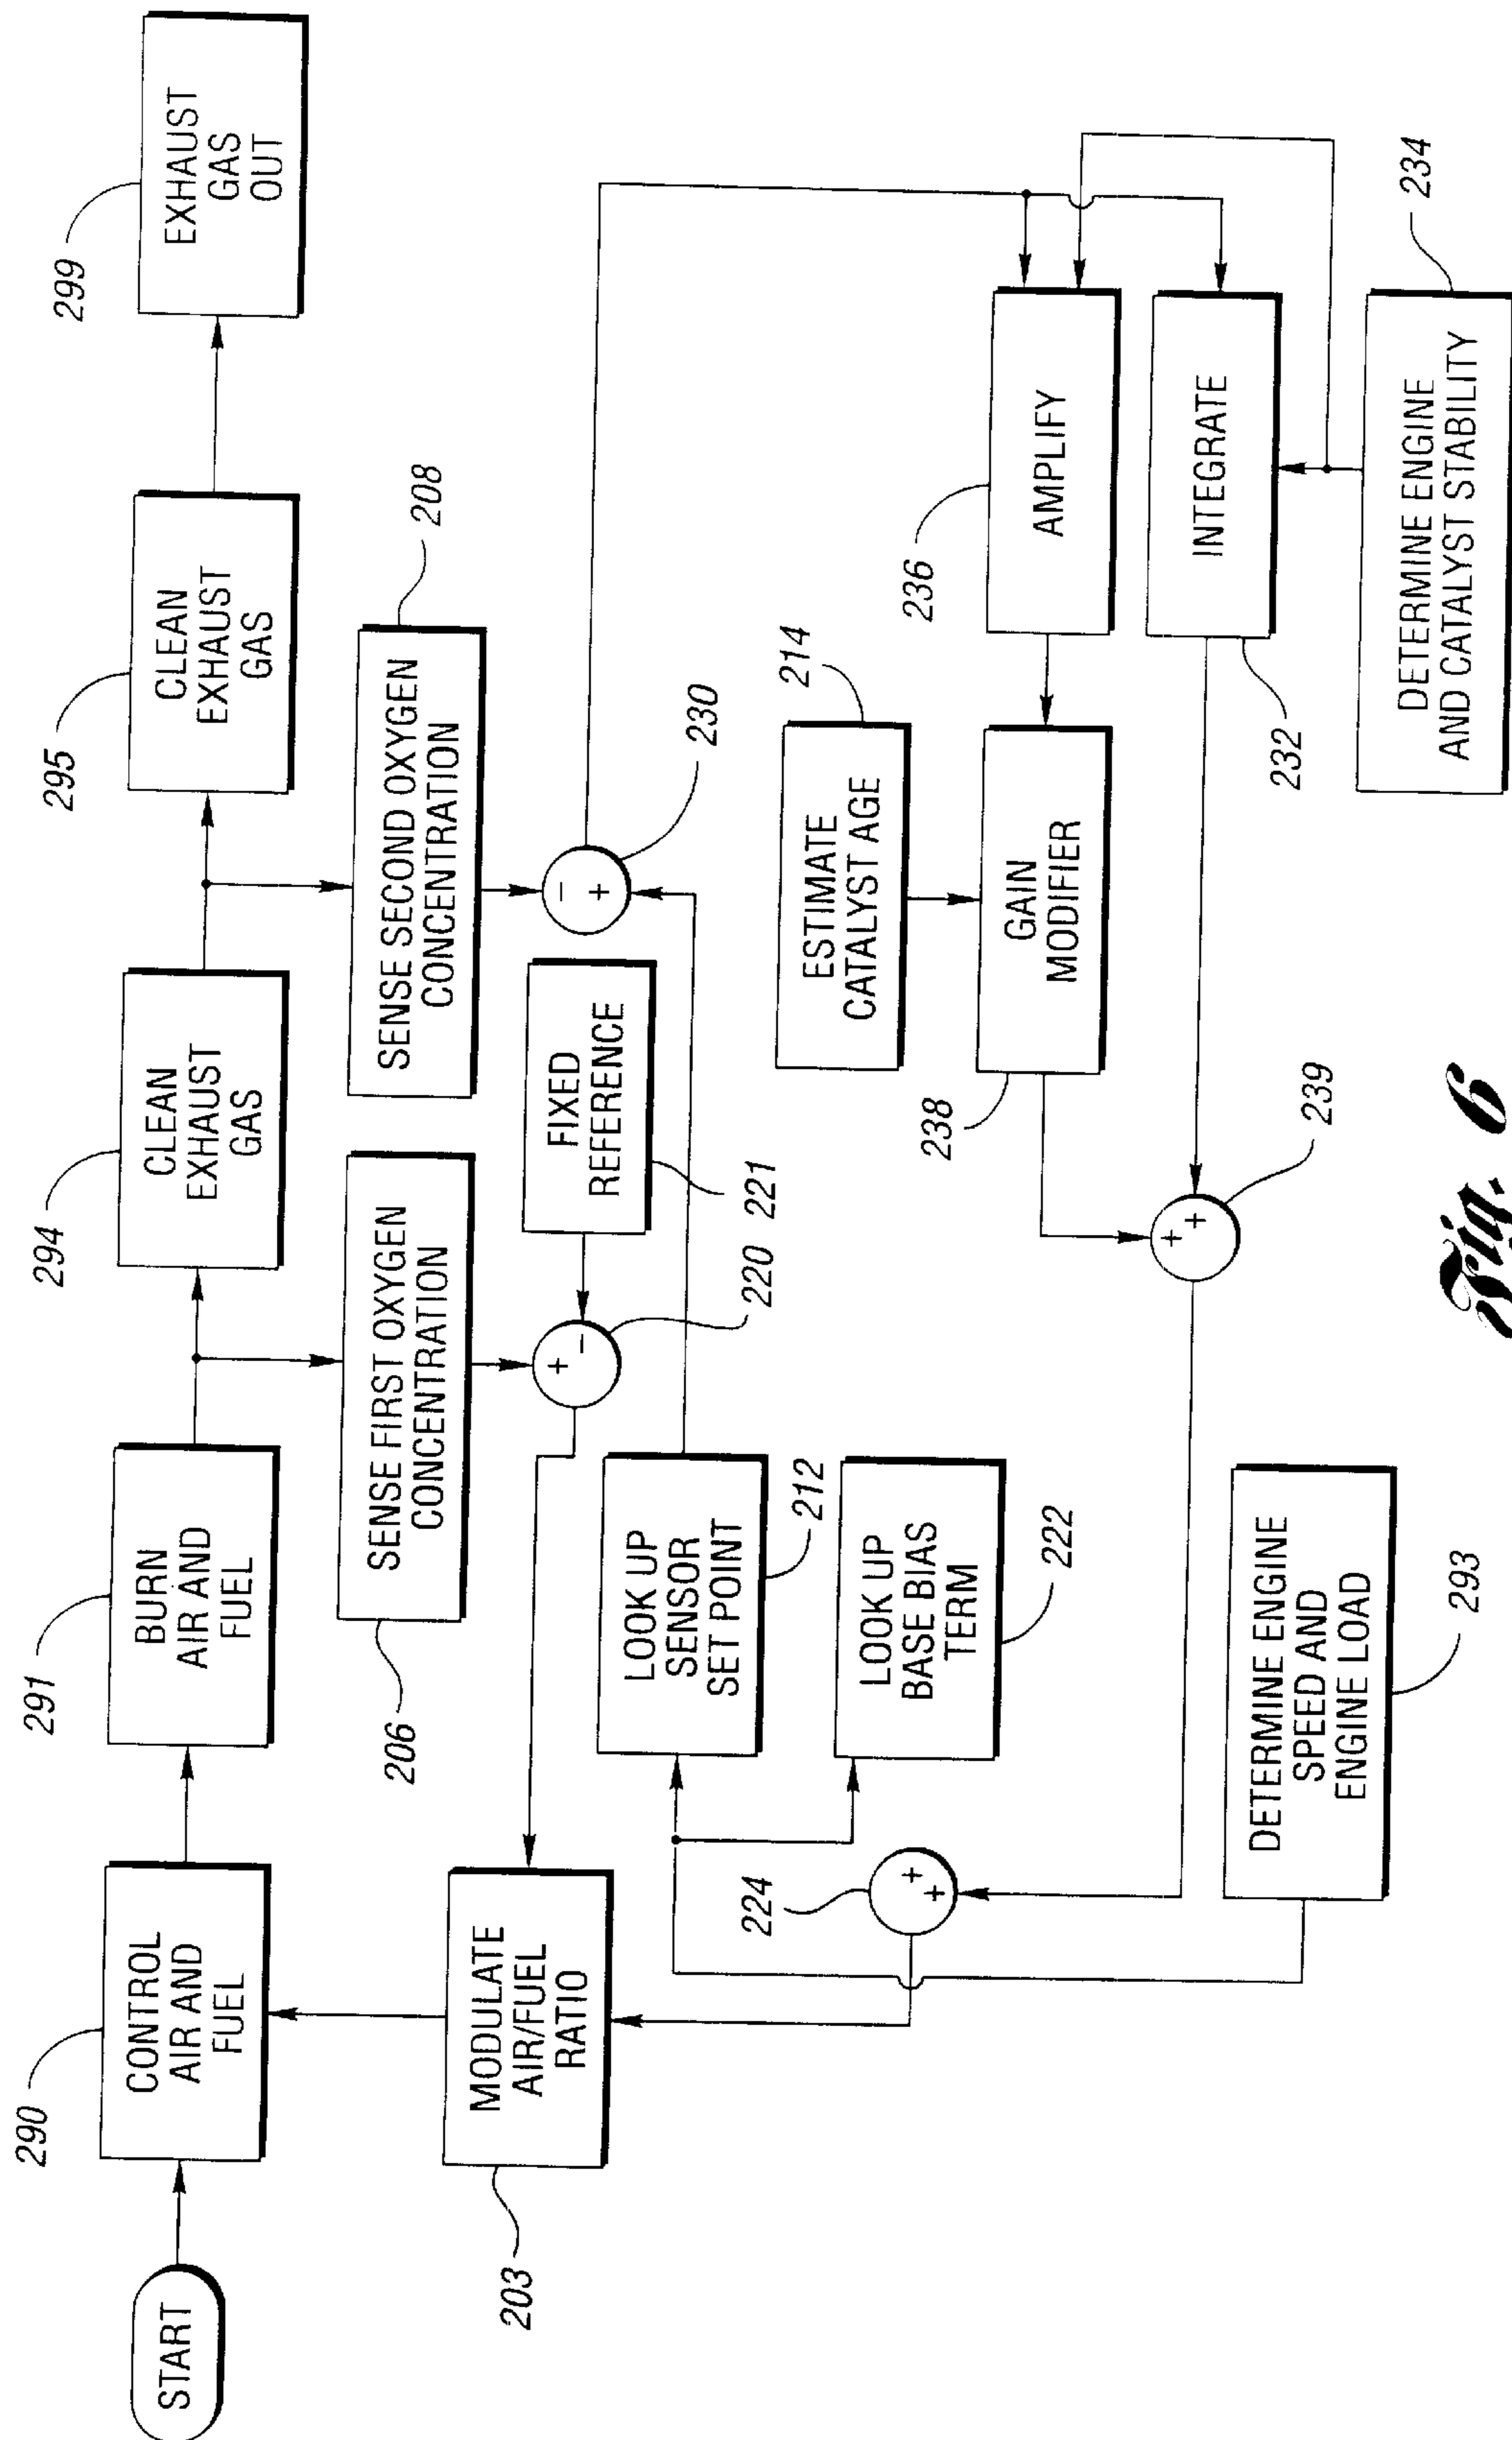 START
290
CONTROL
AIR AND
FUEL
291
BURN
AIR AND
FUEL
294
CLEAN
EXHAUST
GAS
295
CLEAN
EXHAUST
GAS
299
EXHAUST
GAS
OUT
206
SENSE FIRST OXYGEN
CONCENTRATION
208
SENSE SECOND OXYGEN
CONCENTRATION
203
MODULATE
AIR/FUEL
RATIO
+
−
220
FIXED
REFERENCE
221
−
+
230
LOOK UP
SENSOR
SET POINT
212
LOOK UP
BASE BIAS
TERM
222
224
+
+
DETERMINE ENGINE
SPEED AND
ENGINE LOAD
293
ESTIMATE
CATALYST AGE
214
GAIN
MODIFIER
238
236
AMPLIFY
INTEGRATE
232
+
+
239
DETERMINE ENGINE
AND CATALYST STABILITY
234
Fig. 6